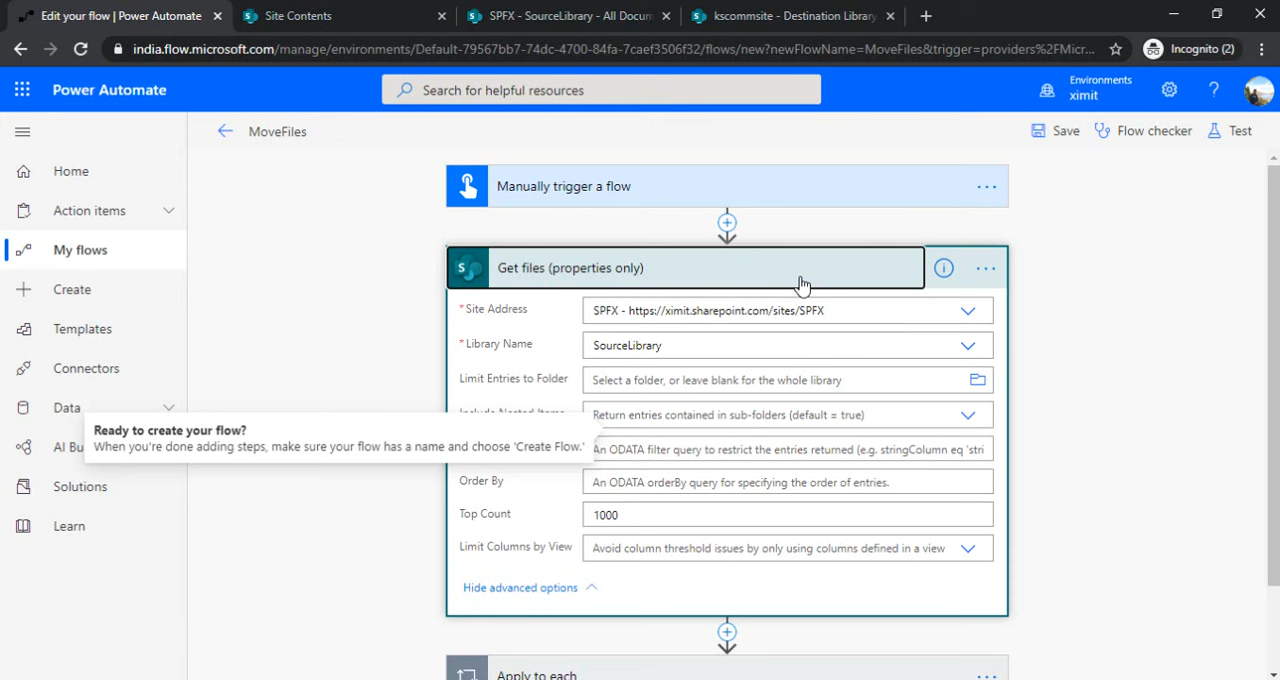 Edit your flow | Power Automate
Site Contents
SPFX - SourceLibrary - All Docum
kscommsite - Destination Library
india.flow.microsoft.com/manage/environments/Default-79567bb7-74dc-4700-84fa-7caef3506f32/flows/new?newFlowName=MoveFiles&trigger=providers%2FMicr...
Incognito (2)
Power Automate
Search for helpful resources
Environments
ximit
MoveFiles
Save
Flow checker
Test
Home
Action items
My flows
Create
Templates
Connectors
Data
AI Bu
Solutions
Learn
Ready to create your flow?
When you're done adding steps, make sure your flow has a name and choose 'Create Flow.'
Manually trigger a flow
Get files (properties only)
*Site Address
SPFX - https://ximit.sharepoint.com/sites/SPFX
*Library Name
SourceLibrary
Limit Entries to Folder
Select a folder, or leave blank for the whole library
Include Nested Items
Return entries contained in sub-folders (default = true)
An ODATA filter query to restrict the entries returned (e.g. stringColumn eq 'stri
Order By
An ODATA orderBy query for specifying the order of entries.
Top Count
1000
Limit Columns by View
Avoid column threshold issues by only using columns defined in a view
Hide advanced options
Apply to each